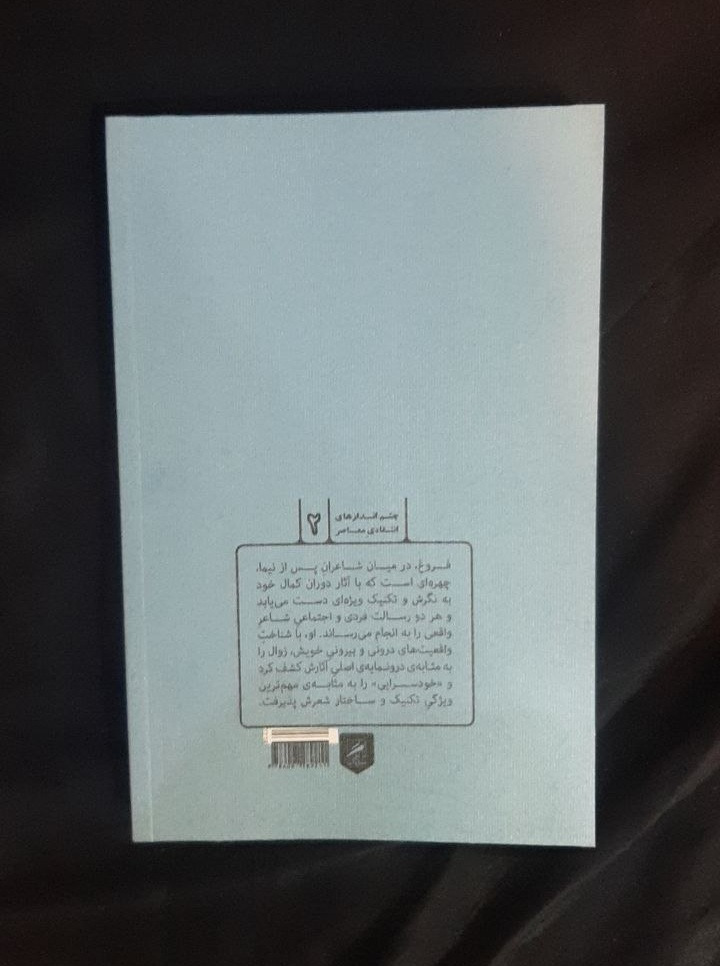 چشم‌اندازهای
انتقادی معاصر
۲
فروغ، در میان شاعران پس از نیما،
چهره‌ای است که با آثار دوران کمال خود
به نگرش و تکنیک ویژه‌ای دست می‌یابد
و هر دو رسالت فردی و اجتماعی شاعر
واقعی را به انجام می‌رساند. او، با شناخت
واقعیت‌های درونی و بیرونی خویش، زوال را
به مثابه‌ی درونمایه‌ی اصلی آثارش کشف کرد
و «خودسرایی» را به مثابه‌ی مهم‌ترین
ویژگی تکنیک و ساختار شعرش پذیرفت.